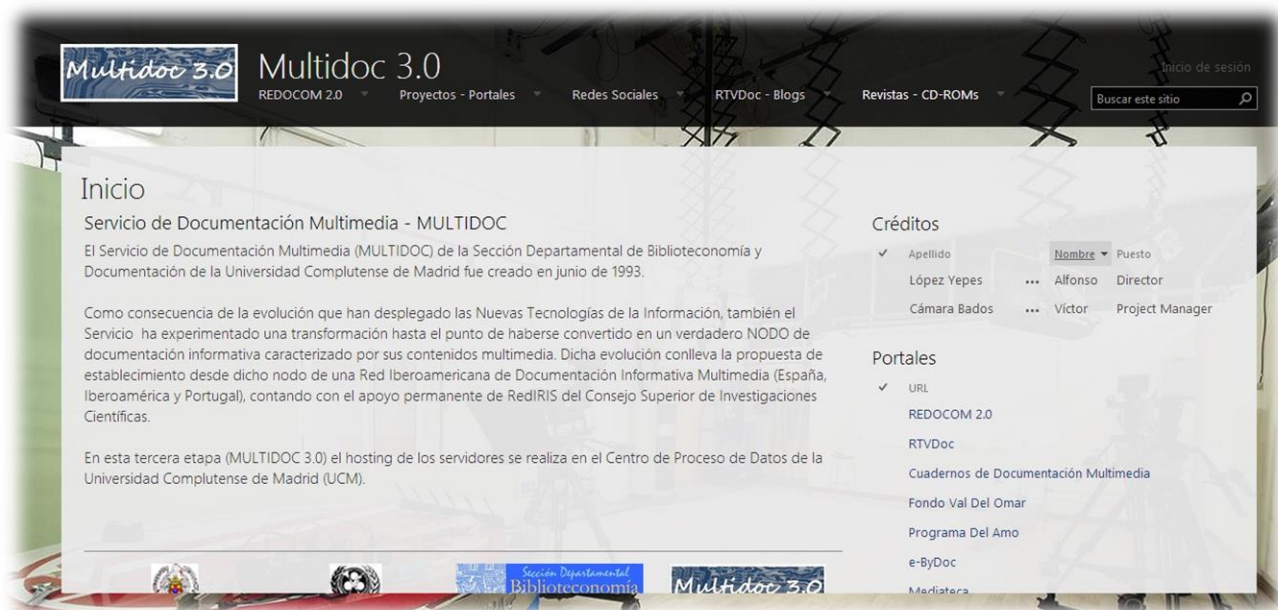 Multidoc 3.0
Multidoc 3.0
Inicio de sesión
REDOCOM 2.0 Proyectos - Portales Redes Sociales RTVDoc - Blogs Revistas - CD-ROMs
Buscar este sitio
Inicio
Servicio de Documentación Multimedia - MULTIDOC
El Servicio de Documentación Multimedia (MULTIDOC) de la Sección Departamental de Biblioteconomía y
Documentación de la Universidad Complutense de Madrid fue creado en junio de 1993.
Como consecuencia de la evolución que han desplegado las Nuevas Tecnologías de la Información, también el
Servicio ha experimentado una transformación hasta el punto de haberse convertido en un verdadero NODO de
documentación informativa caracterizado por sus contenidos multimedia. Dicha evolución conlleva la propuesta de
establecimiento desde dicho nodo de una Red Iberoamericana de Documentación Informativa Multimedia (España,
Iberoamérica y Portugal), contando con el apoyo permanente de RedIRIS del Consejo Superior de Investigaciones
Científicas.
En esta tercera etapa (MULTIDOC 3.0) el hosting de los servidores se realiza en el Centro de Proceso de Datos de la
Universidad Complutense de Madrid (UCM).
Sección Departamental
Biblioteconomía
Multidoc 3.0
Créditos
Apellido Nombre Puesto
López Yepes ... Alfonso Director
Cámara Bados ... Víctor Project Manager
Portales
URL
REDOCOM 2.0
RTVDoc
Cuadernos de Documentación Multimedia
Fondo Val Del Omar
Programa Del Amo
e-ByDoc
Mediateca